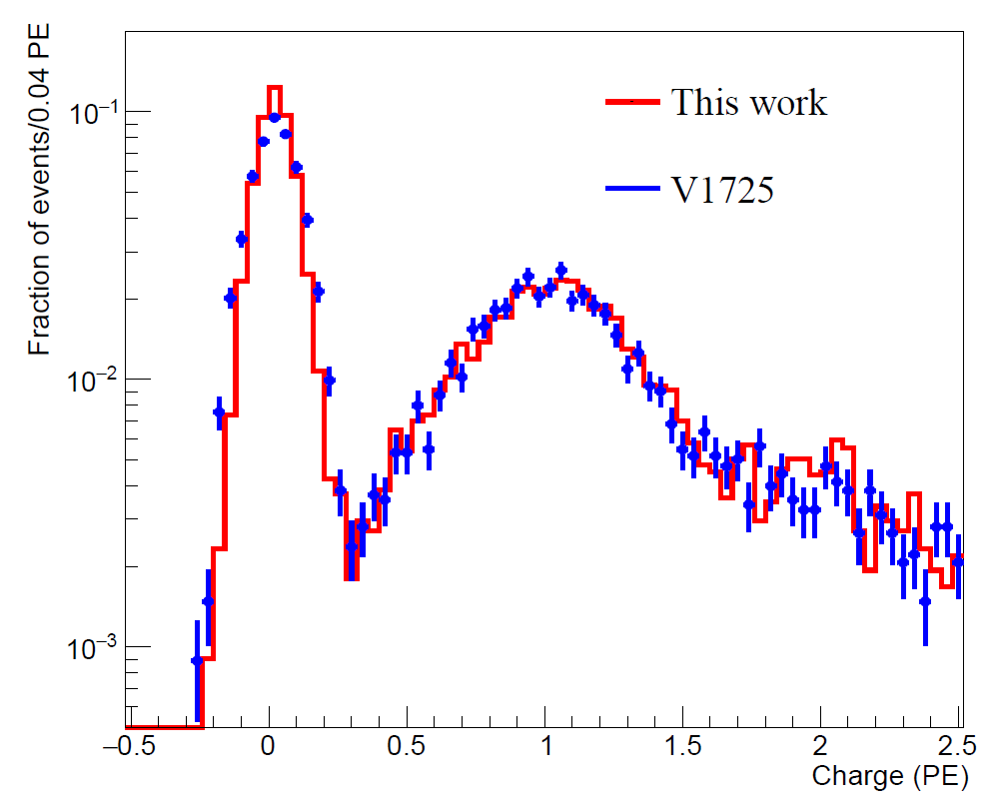 Fraction of events/0.04 PE
10⁻¹
10⁻²
10⁻³
This work
V1725
−0.5 0 0.5 1 1.5 2 2.5
Charge (PE)